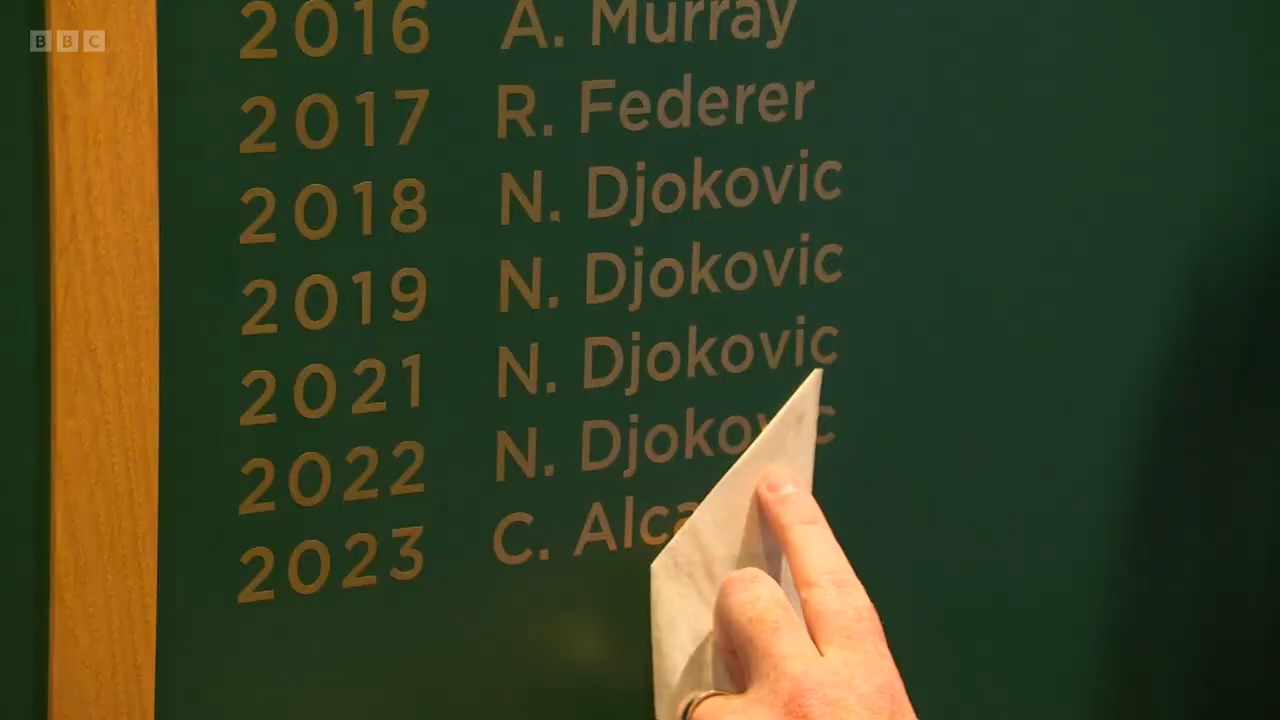 BBC
2016 A. Murray
2017 R. Federer
2018 N. Djokovic
2019 N. Djokovic
2021 N. Djokovic
2022 N. Djokovic
2023 C. Alca